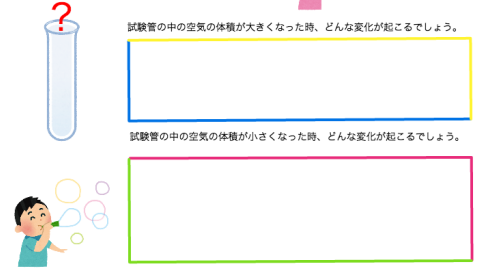 ?
試験管の中の空気の体積が大きくなった時、どんな変化が起こるでしょう。
試験管の中の空気の体積が小さくなった時、どんな変化が起こるでしょう。